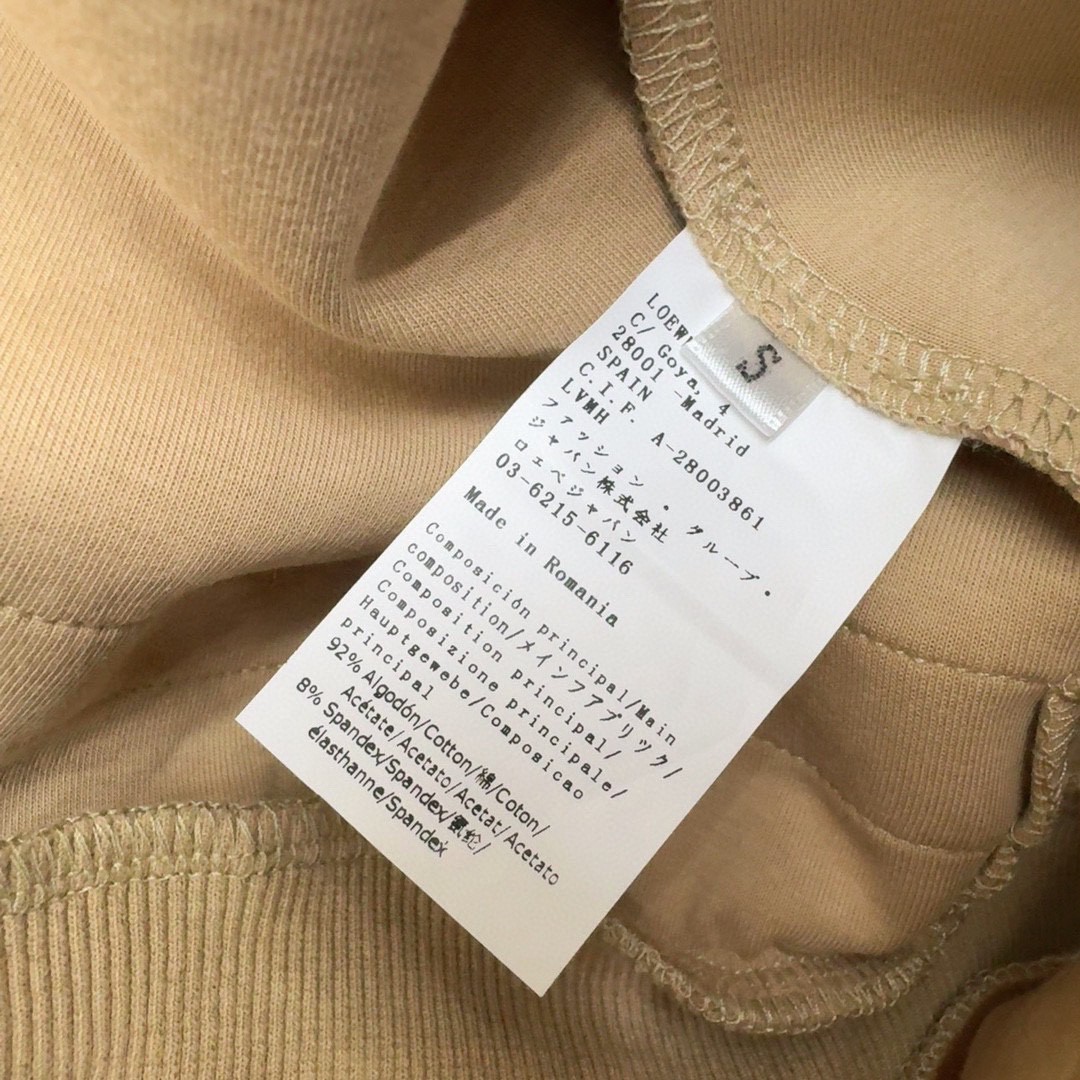 S
LOEW
C/ Goya, 4
28001 -Madrid
SPAIN
C.I.F. A-28003861
LVMH
ファッション・グループ・
ジャパン株式会社
ロエベジャパン
03-6215-6116
Made in Romania
Composición principal/Main
composition/メインファブリック/
Composition principal/
Composizione principale/
Hauptgewebe/Composicao
principal
92% Algodón/Cotton/綿/Coton/
Acétate/Acetato/Acetat/Acetato
8% Spandex/Spandex/氨纶/
élasthanne/Spandex